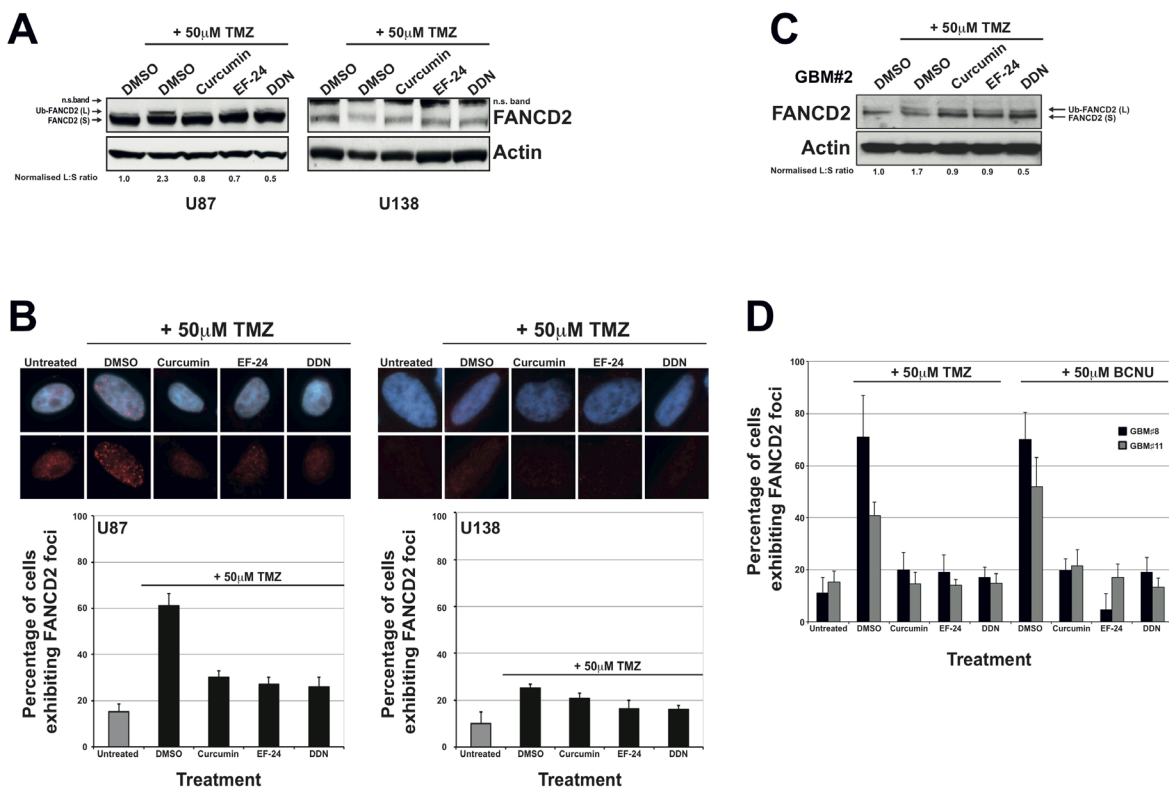 A
+ 50μM TMZ
+ 50μM TMZ
DMSO
DMSO
Curcumin
EF-24
DDN
DMSO
DMSO
Curcumin
EF-24
DDN
n.s.band
Ub-FANCD2 (L)
FANCD2 (S)
n.s. band
FANCD2
Actin
Normalised L:S ratio 1.0 2.3 0.8 0.7 0.5
U87
U138
C
+ 50μM TMZ
GBM#2
DMSO
DMSO
Curcumin
EF-24
DDN
FANCD2
Ub-FANCD2 (L)
FANCD2 (S)
Actin
Normalised L:S ratio 1.0 1.7 0.9 0.9 0.5
B
+ 50μM TMZ
Untreated DMSO Curcumin EF-24 DDN
+ 50μM TMZ
Untreated DMSO Curcumin EF-24 DDN
Percentage of cells
exhibiting FANCD2 foci
100
80
60
40
20
0
U87
+ 50μM TMZ
Untreated DMSO Curcumin EF-24 DDN
Treatment
Percentage of cells
exhibiting FANCD2 foci
100
80
60
40
20
0
U138
+ 50μM TMZ
Untreated DMSO Curcumin EF-24 DDN
Treatment
D
Percentage of cells
exhibiting FANCD2 foci
100
80
60
40
20
0
+ 50μM TMZ
+ 50μM BCNU
GBM♯8
GBM♯11
Untreated DMSO Curcumin EF-24 DDN DMSO Curcumin EF-24 DDN
Treatment